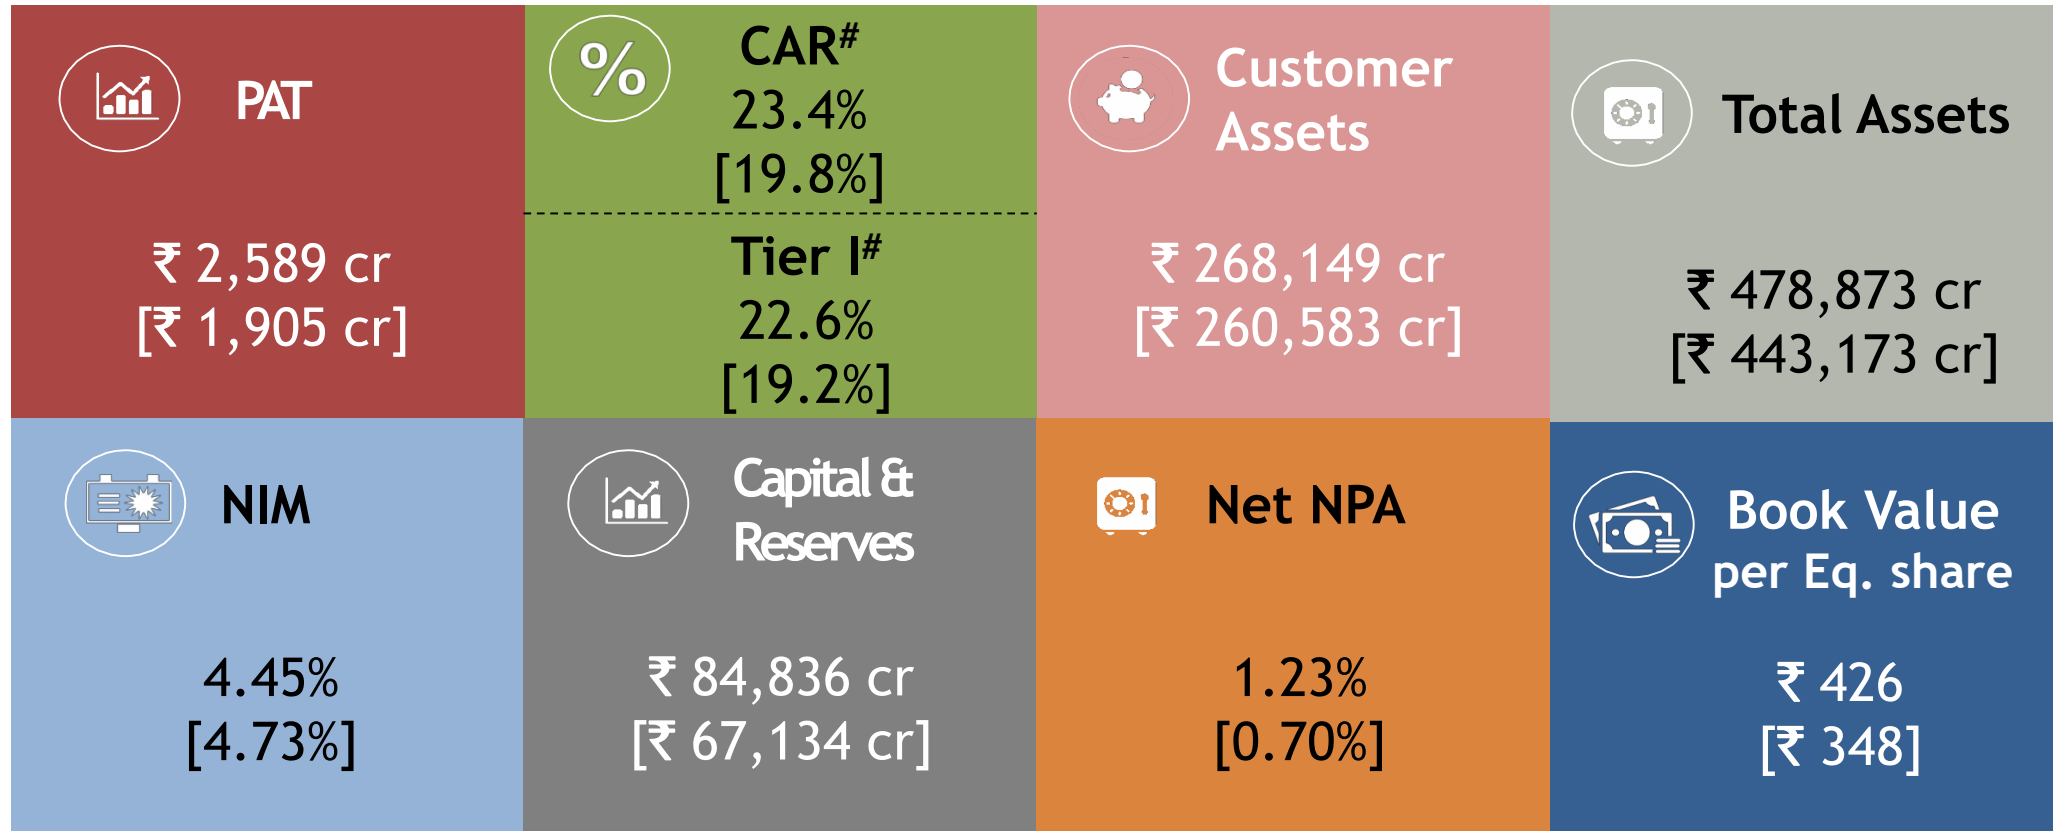 PAT
₹ 2,589 cr
[₹ 1,905 cr]
%
CAR#
23.4%
[19.8%]
Tier I#
22.6%
[19.2%]
Customer
Assets
₹ 268,149 cr
[₹ 260,583 cr]
Total Assets
₹ 478,873 cr
[₹ 443,173 cr]
NIM
4.45%
[4.73%]
Capital &
Reserves
₹ 84,836 cr
[₹ 67,134 cr]
Net NPA
1.23%
[0.70%]
Book Value
per Eq. share
₹ 426
[₹ 348]